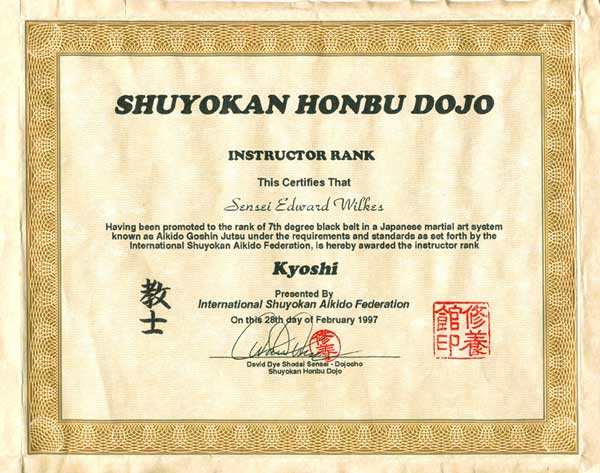 SHUYOKAN HONBU DOJO
INSTRUCTOR RANK
This Certifies That
Sensei Edward Wilkes
Having been promoted to the rank of 7th degree black belt in a Japanese martial art system
known as Aikido Goshin Jutsu under the requirements and standards as set forth by the
International Shuyokan Aikido Federation, is hereby awarded the instructor rank
Kyoshi
教士
Presented By
International Shuyokan Aikido Federation
On this 28th day of February 1997
修養
館印
David Dye Shodai Sensei - Dojocho
Shuyokan Honbu Dojo